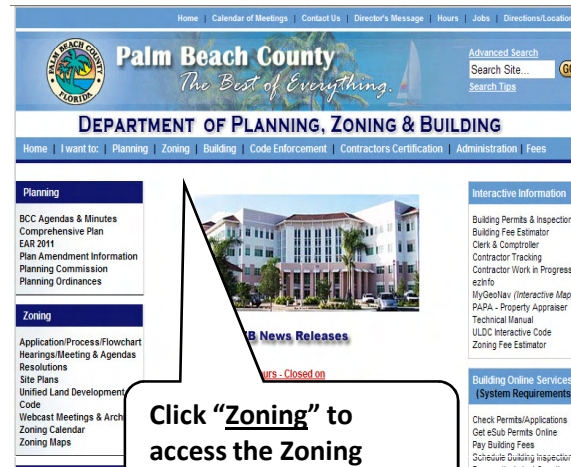 Home | Calendar of Meetings | Contact Us | Director's Message | Hours | Jobs | Directions/Location
PALM BEACH COUNTY
FLORIDA
Palm Beach County
The Best of Everything.
Advanced Search
Search Site...
Search Tips
DEPARTMENT OF PLANNING, ZONING & BUILDING
Home | I want to: | Planning | Zoning | Building | Code Enforcement | Contractors Certification | Administration | Fees
Planning
BCC Agendas & Minutes
Comprehensive Plan
EAR 2011
Plan Amendment Information
Planning Commission
Planning Ordinances
Zoning
Application/Process/Flowchart
Hearings/Meeting & Agendas
Resolutions
Site Plans
Unified Land Development
Code
Webcast Meetings & Arch
Zoning Calendar
Zoning Maps
B News Releases
urs - Closed on
Click "Zoning" to
access the Zoning
Interactive Information
Building Permits & Inspection
Building Fee Estimator
Clerk & Comptroller
Contractor Tracking
Contractor Work in Progress
ezInfo
MyGeoNav (Interactive Map
PAPA - Property Appraiser
Technical Manual
ULDC Interactive Code
Zoning Fee Estimator
Building Online Services
(System Requirements
Check Permits/Applications
Get eSub Permits Online
Pay Building Fees
Schedule Building Inspection